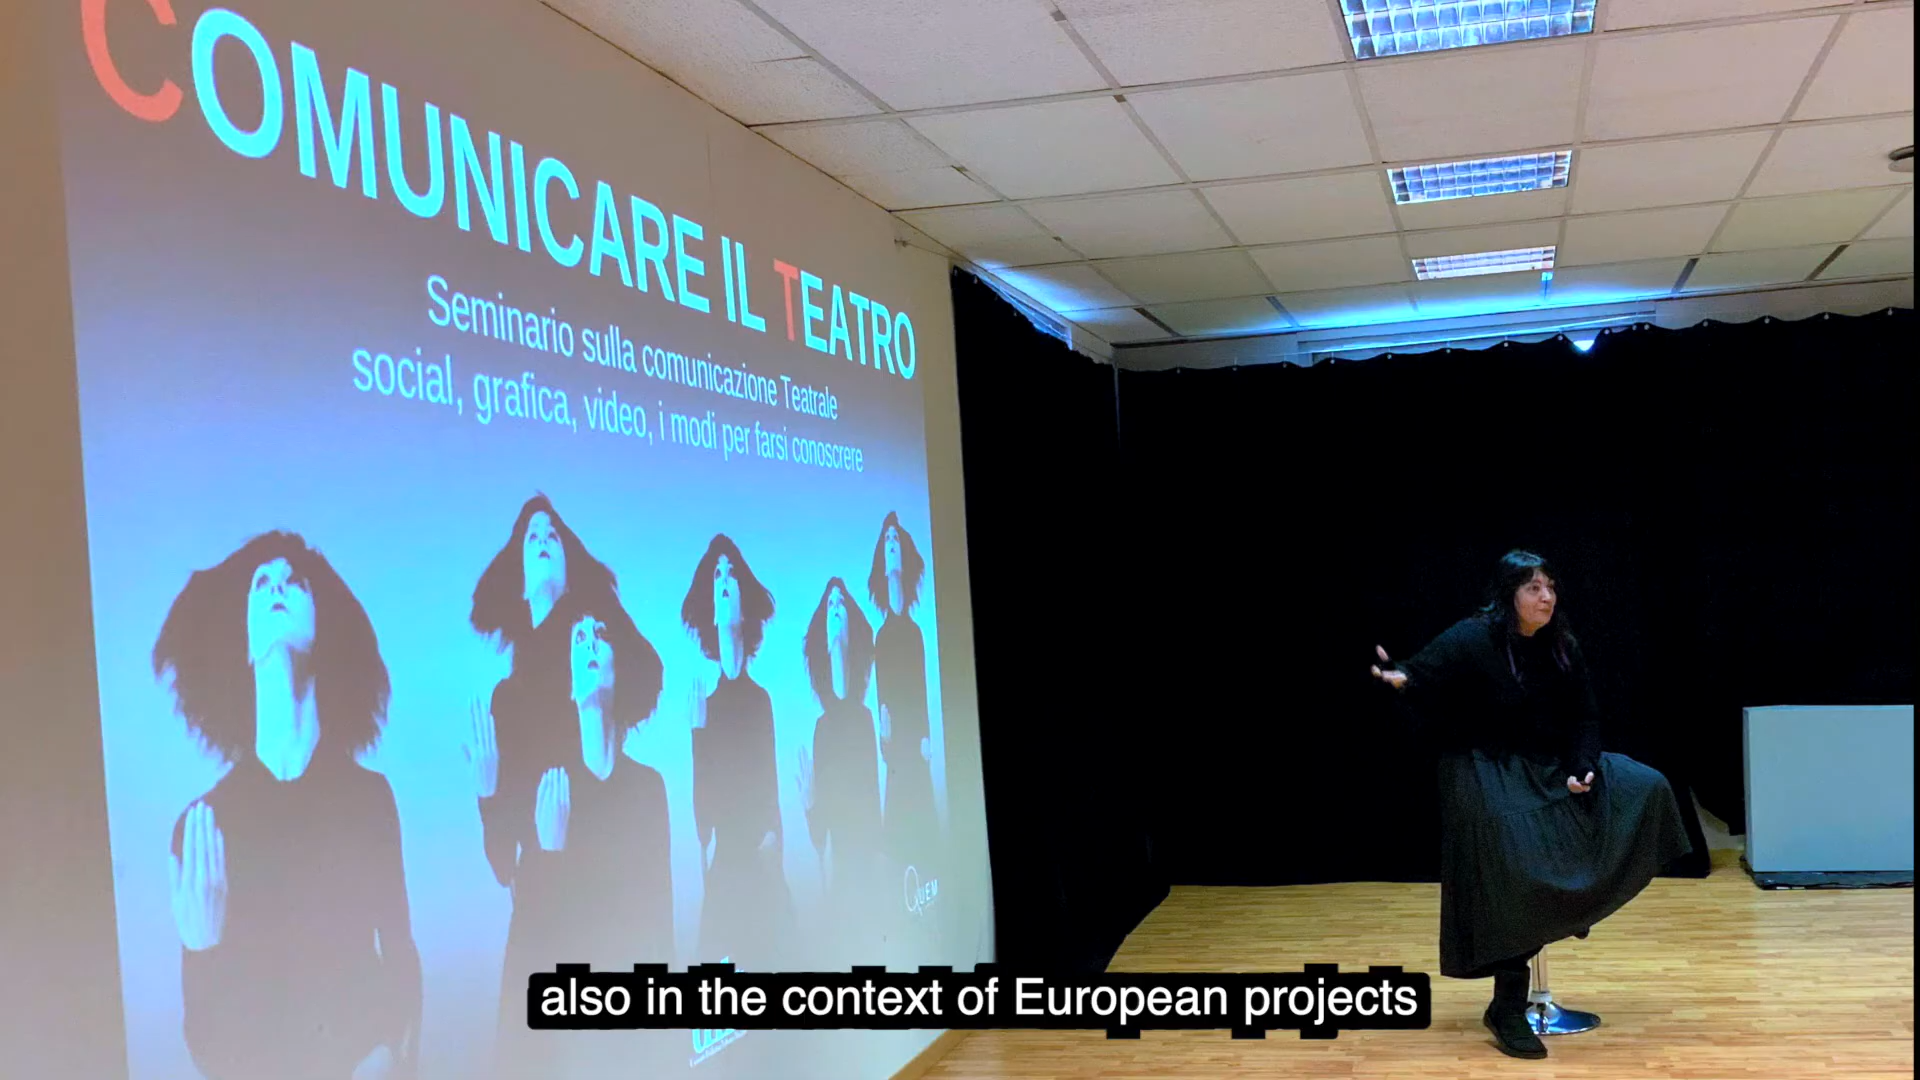 COMUNICARE IL TEATRO
Seminario sulla comunicazione Teatrale
social, grafica, video, i modi per farsi conoscrere
QUEM
also in the context of European projects